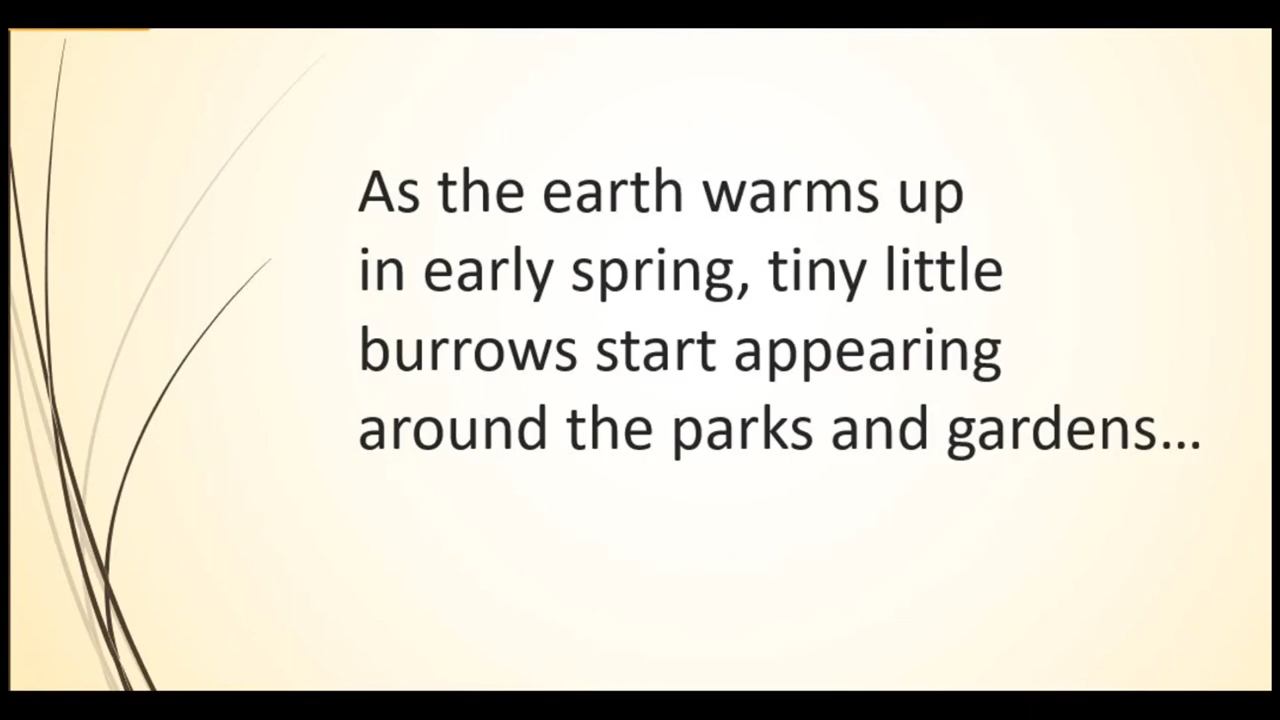 As the earth warms up
in early spring, tiny little
burrows start appearing
around the parks and gardens...